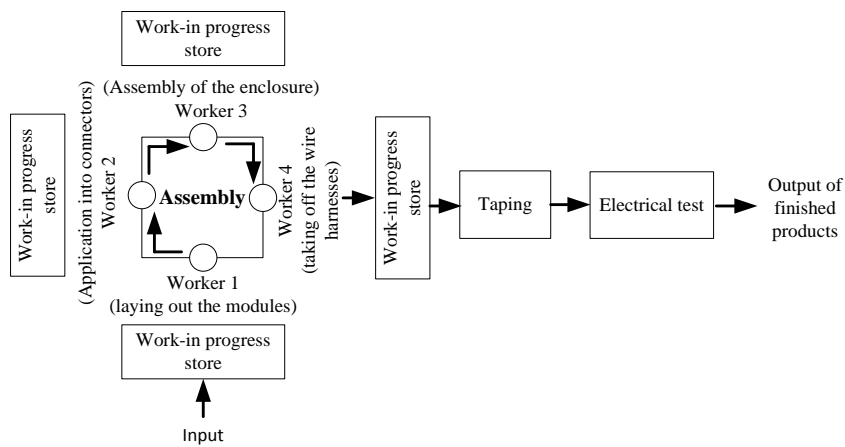 Work-in progress
store
(Assembly of the enclosure)
Worker 3
Work-in progress
store
(Application into connectors)
Worker 2
Assembly
Worker 4
(taking off the wire
harnesses)
Worker 1
(laying out the modules)
Work-in progress
store
Input
Work-in progress
store
Taping
Electrical test
Output of
finished
products